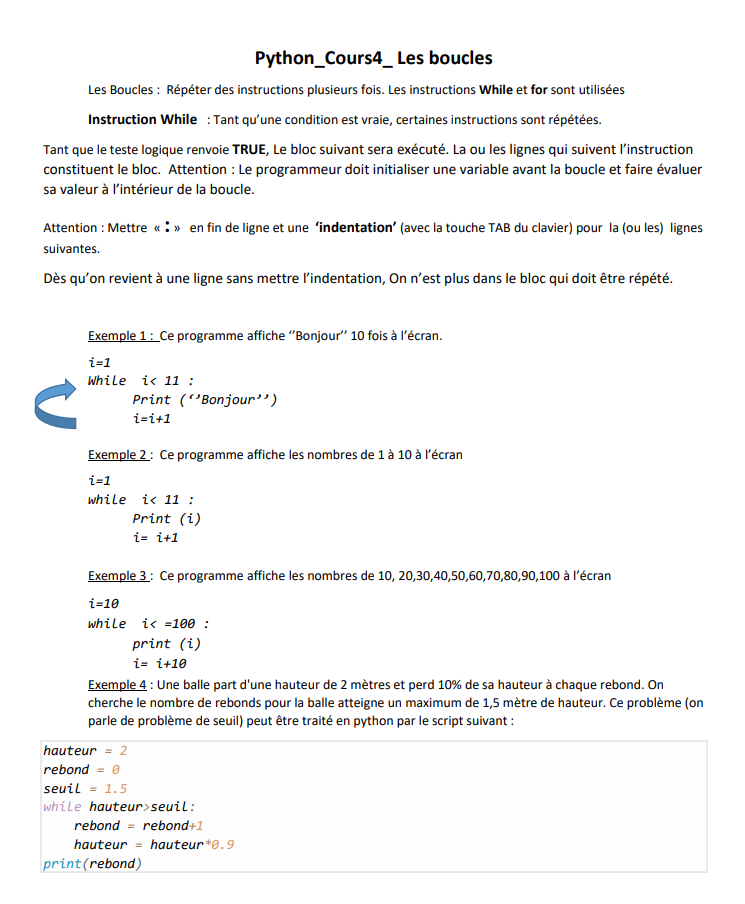 Python_Cours4_ Les boucles
Les Boucles : Répéter des instructions plusieurs fois. Les instructions While et for sont utilisées
Instruction While : Tant qu'une condition est vraie, certaines instructions sont répétées.
Tant que le teste logique renvoie TRUE, Le bloc suivant sera exécuté. La ou les lignes qui suivent l'instruction
constituent le bloc. Attention : Le programmeur doit initialiser une variable avant la boucle et faire évaluer
sa valeur à l'intérieur de la boucle.
Attention : Mettre « : » en fin de ligne et une 'indentation' (avec la touche TAB du clavier) pour la (ou les) lignes
suivantes.
Dès qu'on revient à une ligne sans mettre l'indentation, On n'est plus dans le bloc qui doit être répété.
Exemple 1 : Ce programme affiche ''Bonjour'' 10 fois à l'écran.
i=1
While i< 11 :
Print (‘’Bonjour’’)
i=i+1
Exemple 2 : Ce programme affiche les nombres de 1 à 10 à l'écran
i=1
while i< 11 :
Print (i)
i= i+1
Exemple 3 : Ce programme affiche les nombres de 10, 20,30,40,50,60,70,80,90,100 à l'écran
i=10
while i< =100 :
print (i)
i= i+10
Exemple 4 : Une balle part d'une hauteur de 2 mètres et perd 10% de sa hauteur à chaque rebond. On
cherche le nombre de rebonds pour la balle atteigne un maximum de 1,5 mètre de hauteur. Ce problème (on
parle de problème de seuil) peut être traité en python par le script suivant :
hauteur = 2
rebond = 0
seuil = 1.5
while hauteur>seuil:
rebond = rebond+1
hauteur = hauteur*0.9
print(rebond)